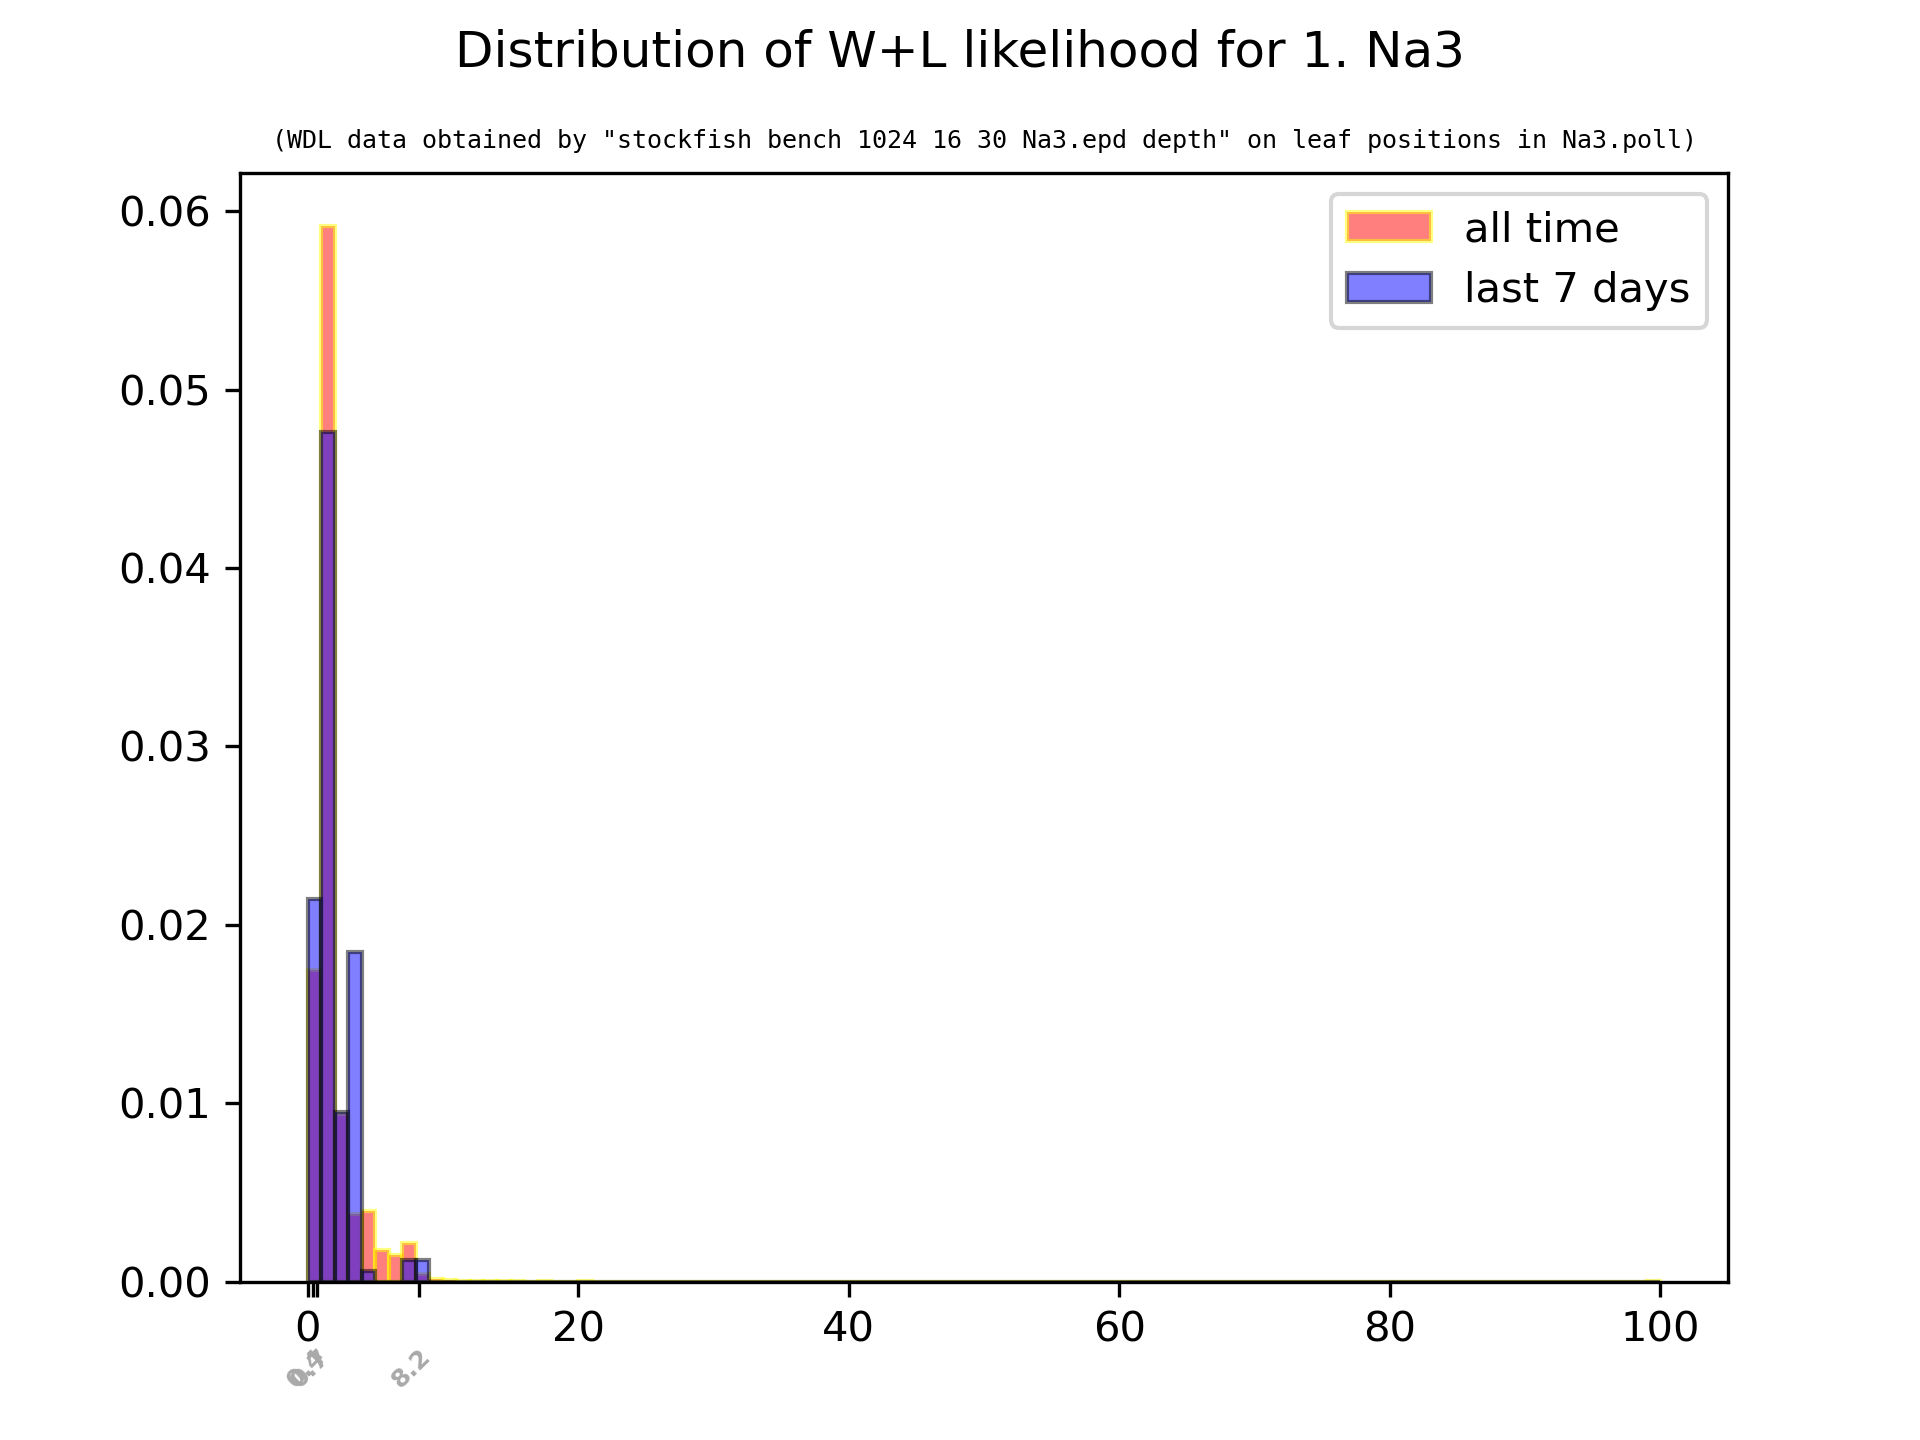 Distribution of W+L likelihood for 1. Na3
(WDL data obtained by "stockfish bench 1024 16 30 Na3.epd depth" on leaf positions in Na3.poll)
all time
last 7 days
0.06
0.05
0.04
0.03
0.02
0.01
0.00
0 20 40 60 80 100
8.2